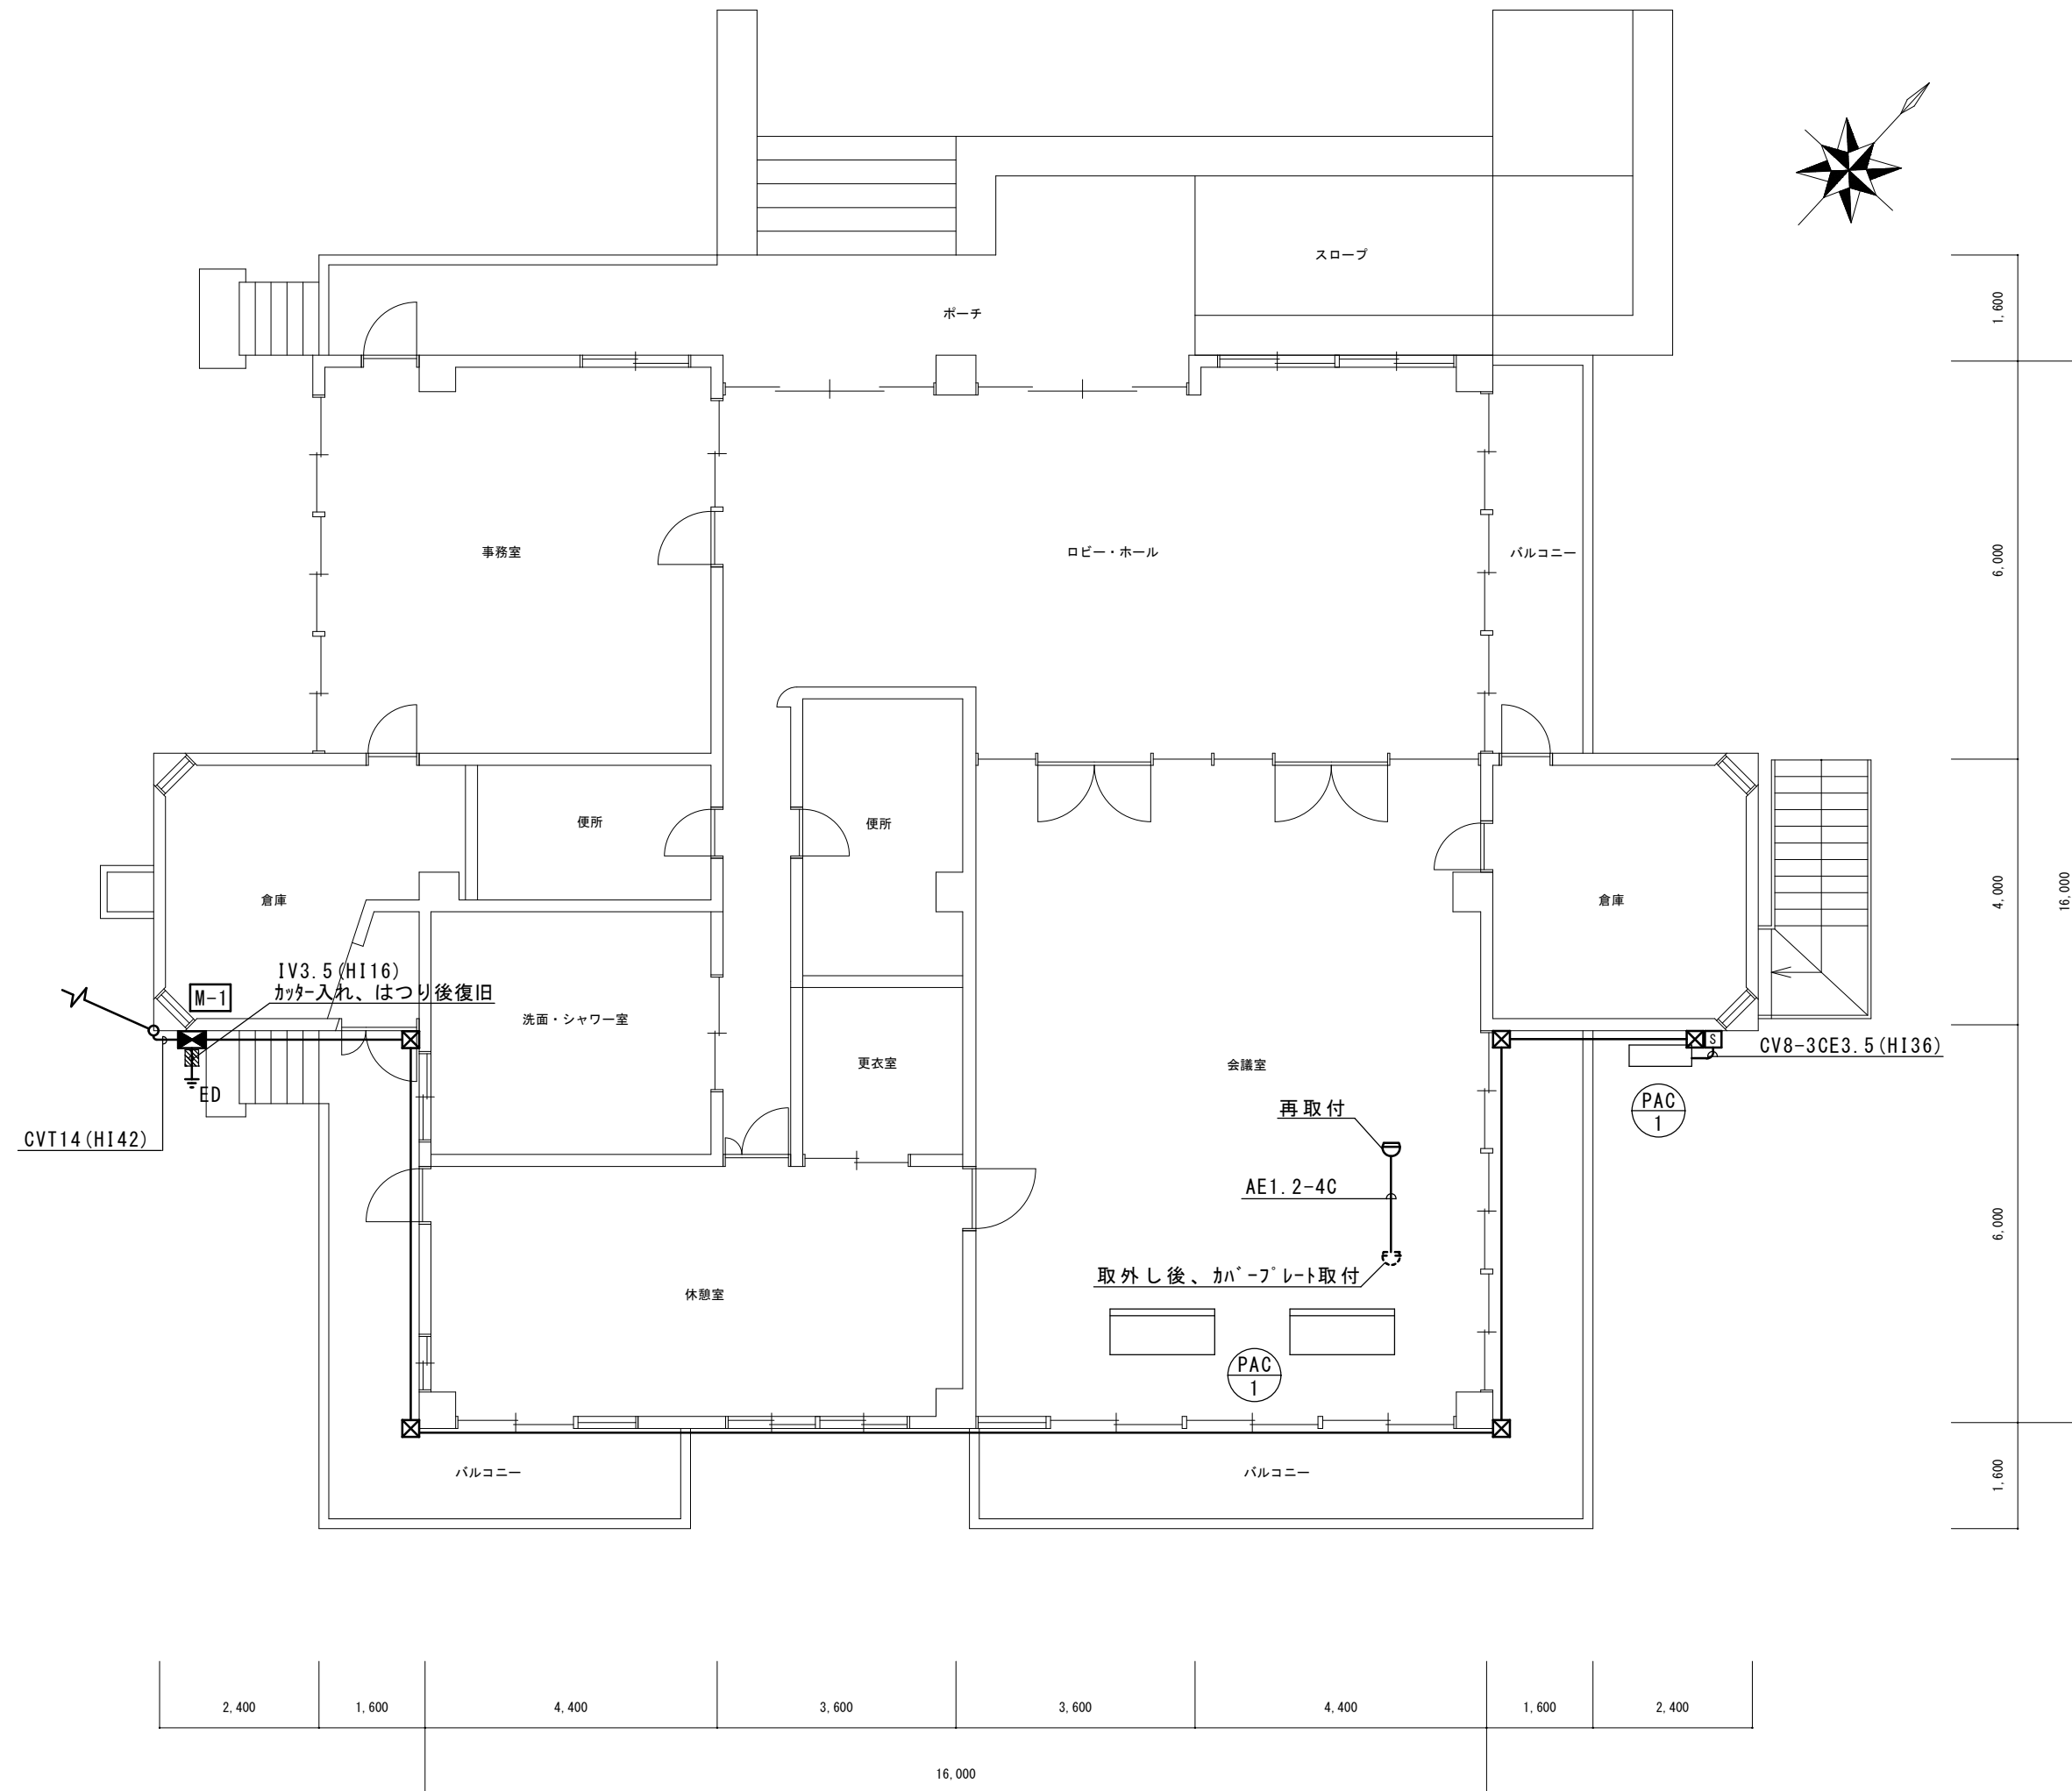 スロープ
ポーチ
1,600
事務室
ロビー・ホール
バルコニー
6,000
便所
便所
倉庫
倉庫
4,000
16,000
IV3.5(HI16)
カッター入れ、はつり後復旧
M-1
洗面・シャワー室
更衣室
会議室
S
CV8-3CE3.5(HI36)
ED
PAC
1
再取付
CVT14(HI42)
AE1.2-4C
6,000
取外し後、カバープレート取付
休憩室
PAC
1
バルコニー
バルコニー
1,600
2,400
1,600
4,400
3,600
3,600
4,400
1,600
2,400
16,000